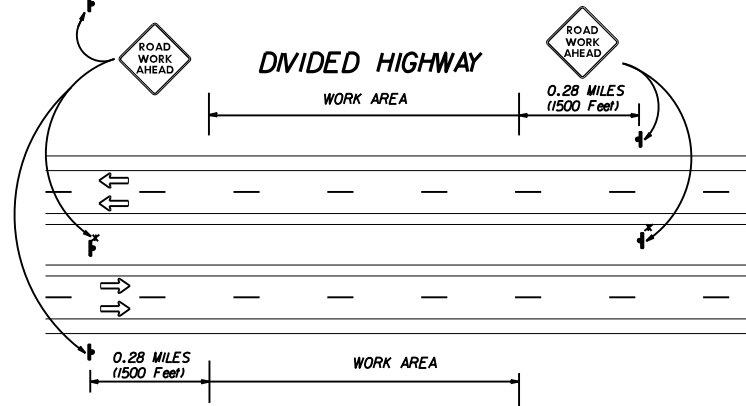 ROAD
WORK
AHEAD
DIVIDED HIGHWAY
ROAD
WORK
AHEAD
WORK AREA
0.28 MILES
(1500 Feet)
x
x
0.28 MILES
(1500 Feet)
WORK AREA